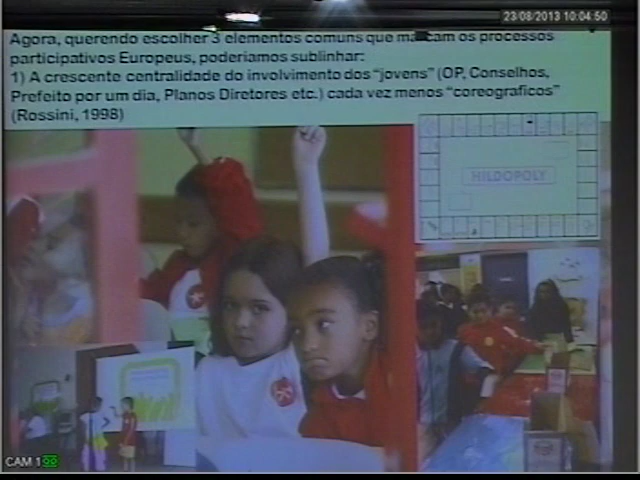 23/08/2013 10:04:50
Agora, querendo escolher 3 elementos comuns que marcam os processos
participativos Europeus, poderiamos sublinhar:
1) A crescente centralidade do involvimento dos "jovens" (OP, Conselhos,
Prefeito por um dia, Planos Diretores etc.) cada vez menos "coreograficos"
(Rossini, 1998)
HILDOPOLY
CAM 1